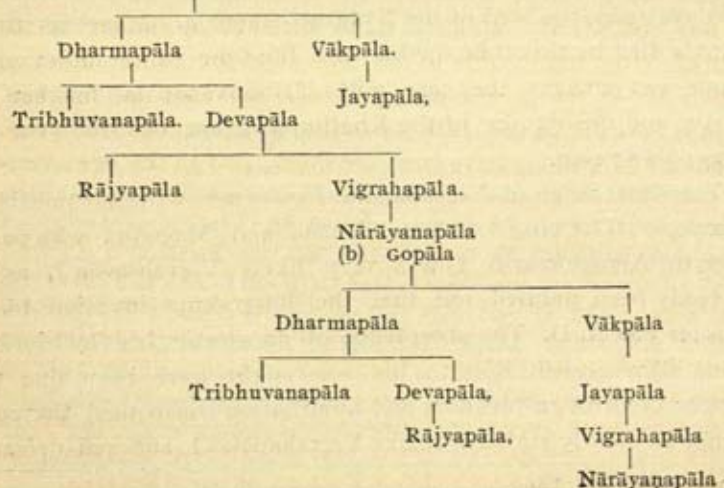 Dharmapāla Vākpāla.
Jayapāla,
Tribhuvanapāla. Devapāla
Rājyapāla Vigrahapāla.
Nārāyanapāla
(b) Gopāla
Dharmapāla Vākpāla
Tribhuvanapāla Devapāla, Jayapāla
Rājyapāla, Vigrahapāla
Nārāyanapāla